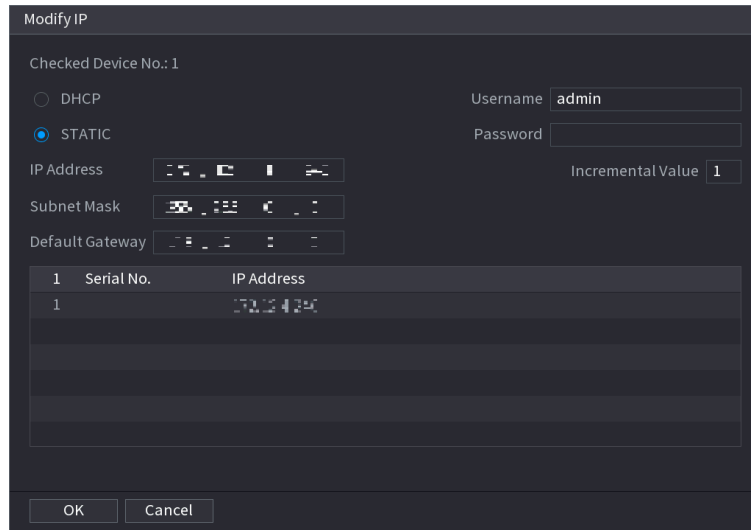 Modify IP
Checked Device No.: 1
DHCP
Username admin
STATIC
Password
IP Address
Incremental Value 1
Subnet Mask
Default Gateway
1 Serial No. IP Address
1
OK Cancel